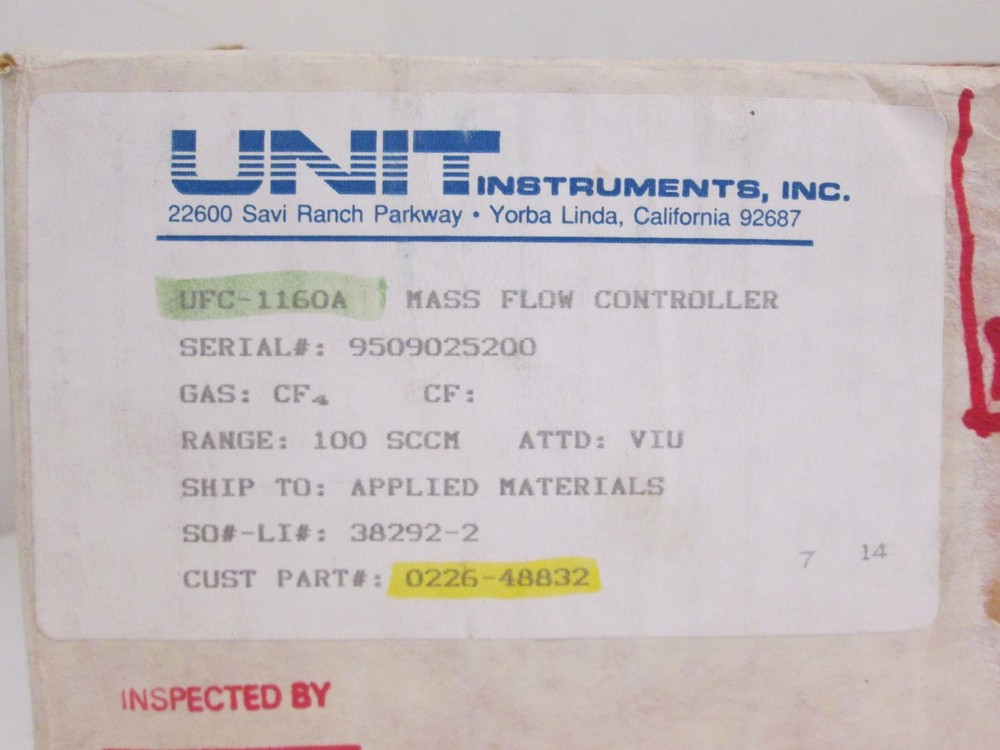 UNIT INSTRUMENTS, INC.
22600 Savi Ranch Parkway • Yorba Linda, California 92687
UFC-1160A MASS FLOW CONTROLLER
SERIAL#: 9509025200
GAS: CF₄ CF:
RANGE: 100 SCCM ATTD: VIU
SHIP TO: APPLIED MATERIALS
SO#-LI#: 38292-2
CUST PART#: 0226-48832
7 14
INSPECTED BY